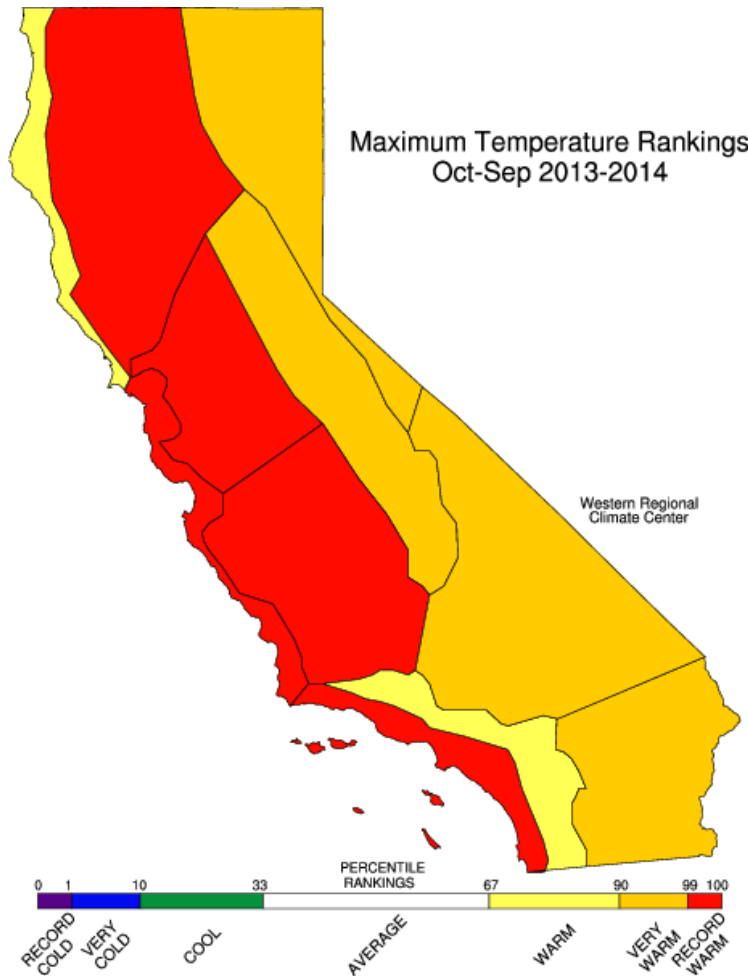 Maximum Temperature Rankings
Oct-Sep 2013-2014
Western Regional
Climate Center
PERCENTILE
RANKINGS
0 1 10 33 67 90 99 100
RECORD
COLD
VERY
COLD
COOL
AVERAGE
WARM
VERY
WARM
RECORD
WARM